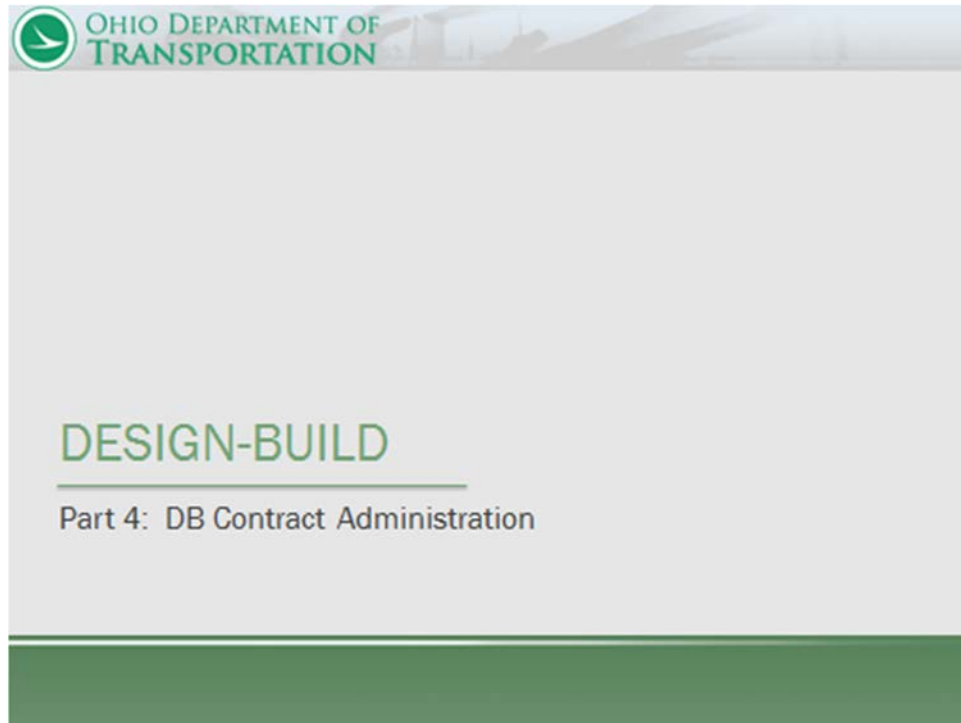 OHIO DEPARTMENT OF
TRANSPORTATION
DESIGN-BUILD
Part 4: DB Contract Administration